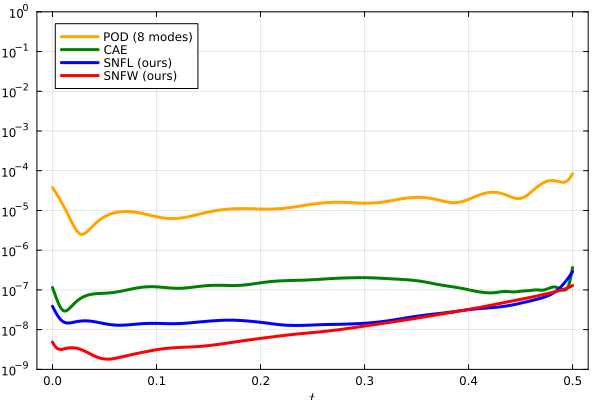 10⁰
POD (8 modes)
CAE
SNFL (ours)
SNFW (ours)
10⁻¹
10⁻²
10⁻³
10⁻⁴
10⁻⁵
10⁻⁶
10⁻⁷
10⁻⁸
10⁻⁹
0.0 0.1 0.2 0.3 0.4 0.5
t